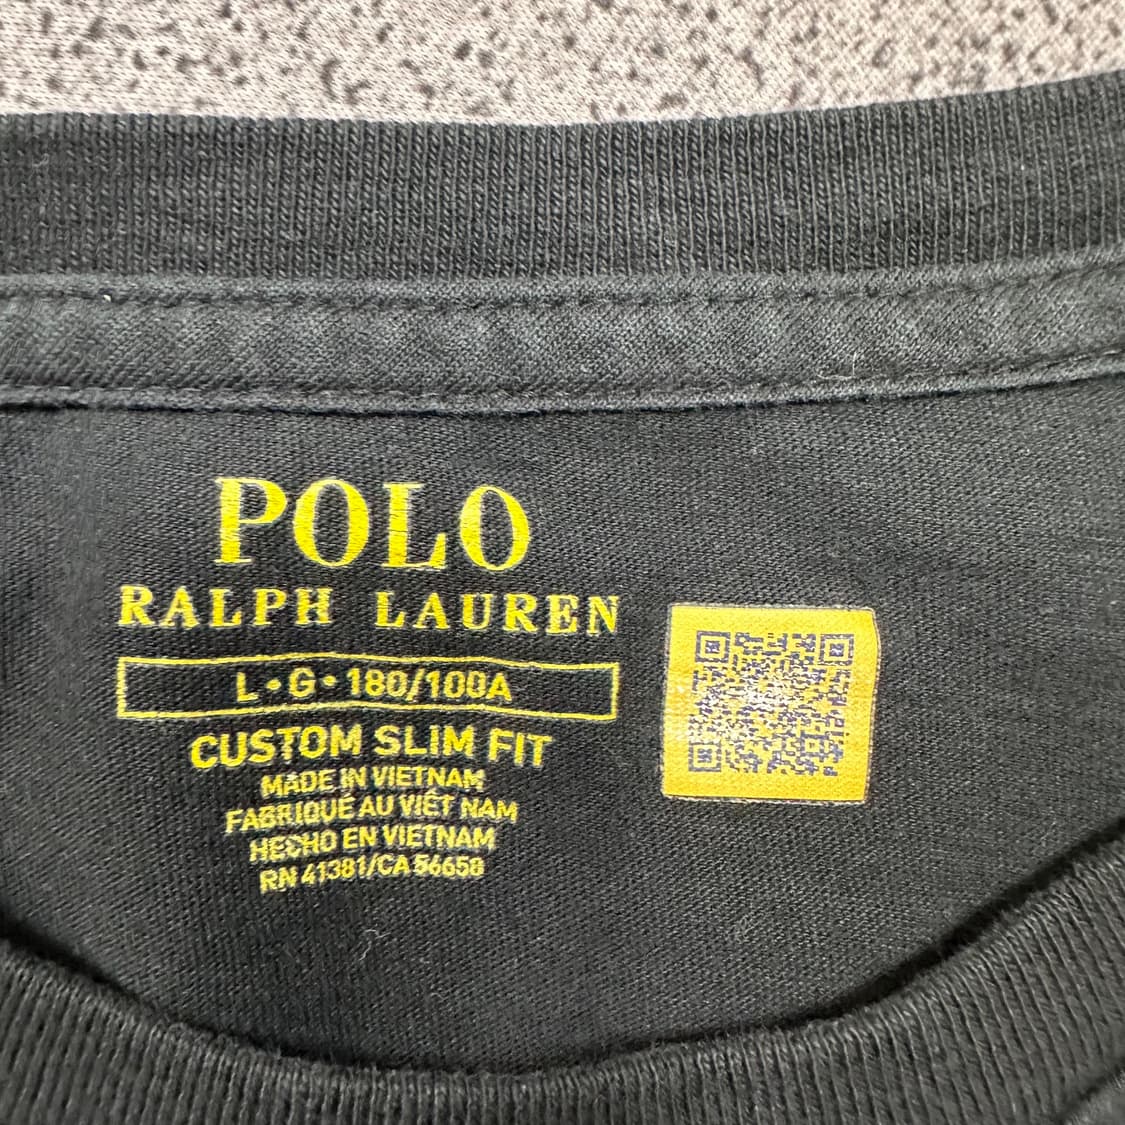 POLO
RALPH LAUREN
L•G•180/100A
CUSTOM SLIM FIT
MADE IN VIETNAM
FABRIQUÉ AU VIÊT NAM
HECHO EN VIETNAM
RN 41381/CA 56658